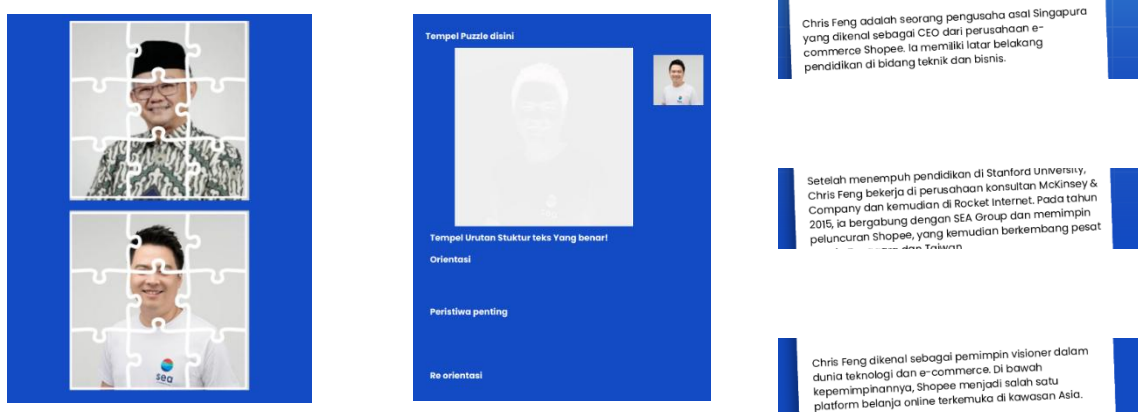 sea
Tempel Puzzle disini
Tempel Urutan Stuktur teks Yang benar!
Orientasi
Peristiwa penting
Re orientasi
Chris Feng adalah seorang pengusaha asal Singapura
yang dikenal sebagai CEO dari perusahaan e-
commerce Shopee. Ia memiliki latar belakang
pendidikan di bidang teknik dan bisnis.
Setelah menempuh pendidikan di Stanford University,
Chris Feng bekerja di perusahaan konsultan McKinsey &
Company dan kemudian di Rocket Internet. Pada tahun
2015, ia bergabung dengan SEA Group dan memimpin
peluncuran Shopee, yang kemudian berkembang pesat
dan Taiwan
Chris Feng dikenal sebagai pemimpin visioner dalam
dunia teknologi dan e-commerce. Di bawah
kepemimpinannya, Shopee menjadi salah satu
platform belanja online terkemuka di kawasan Asia.